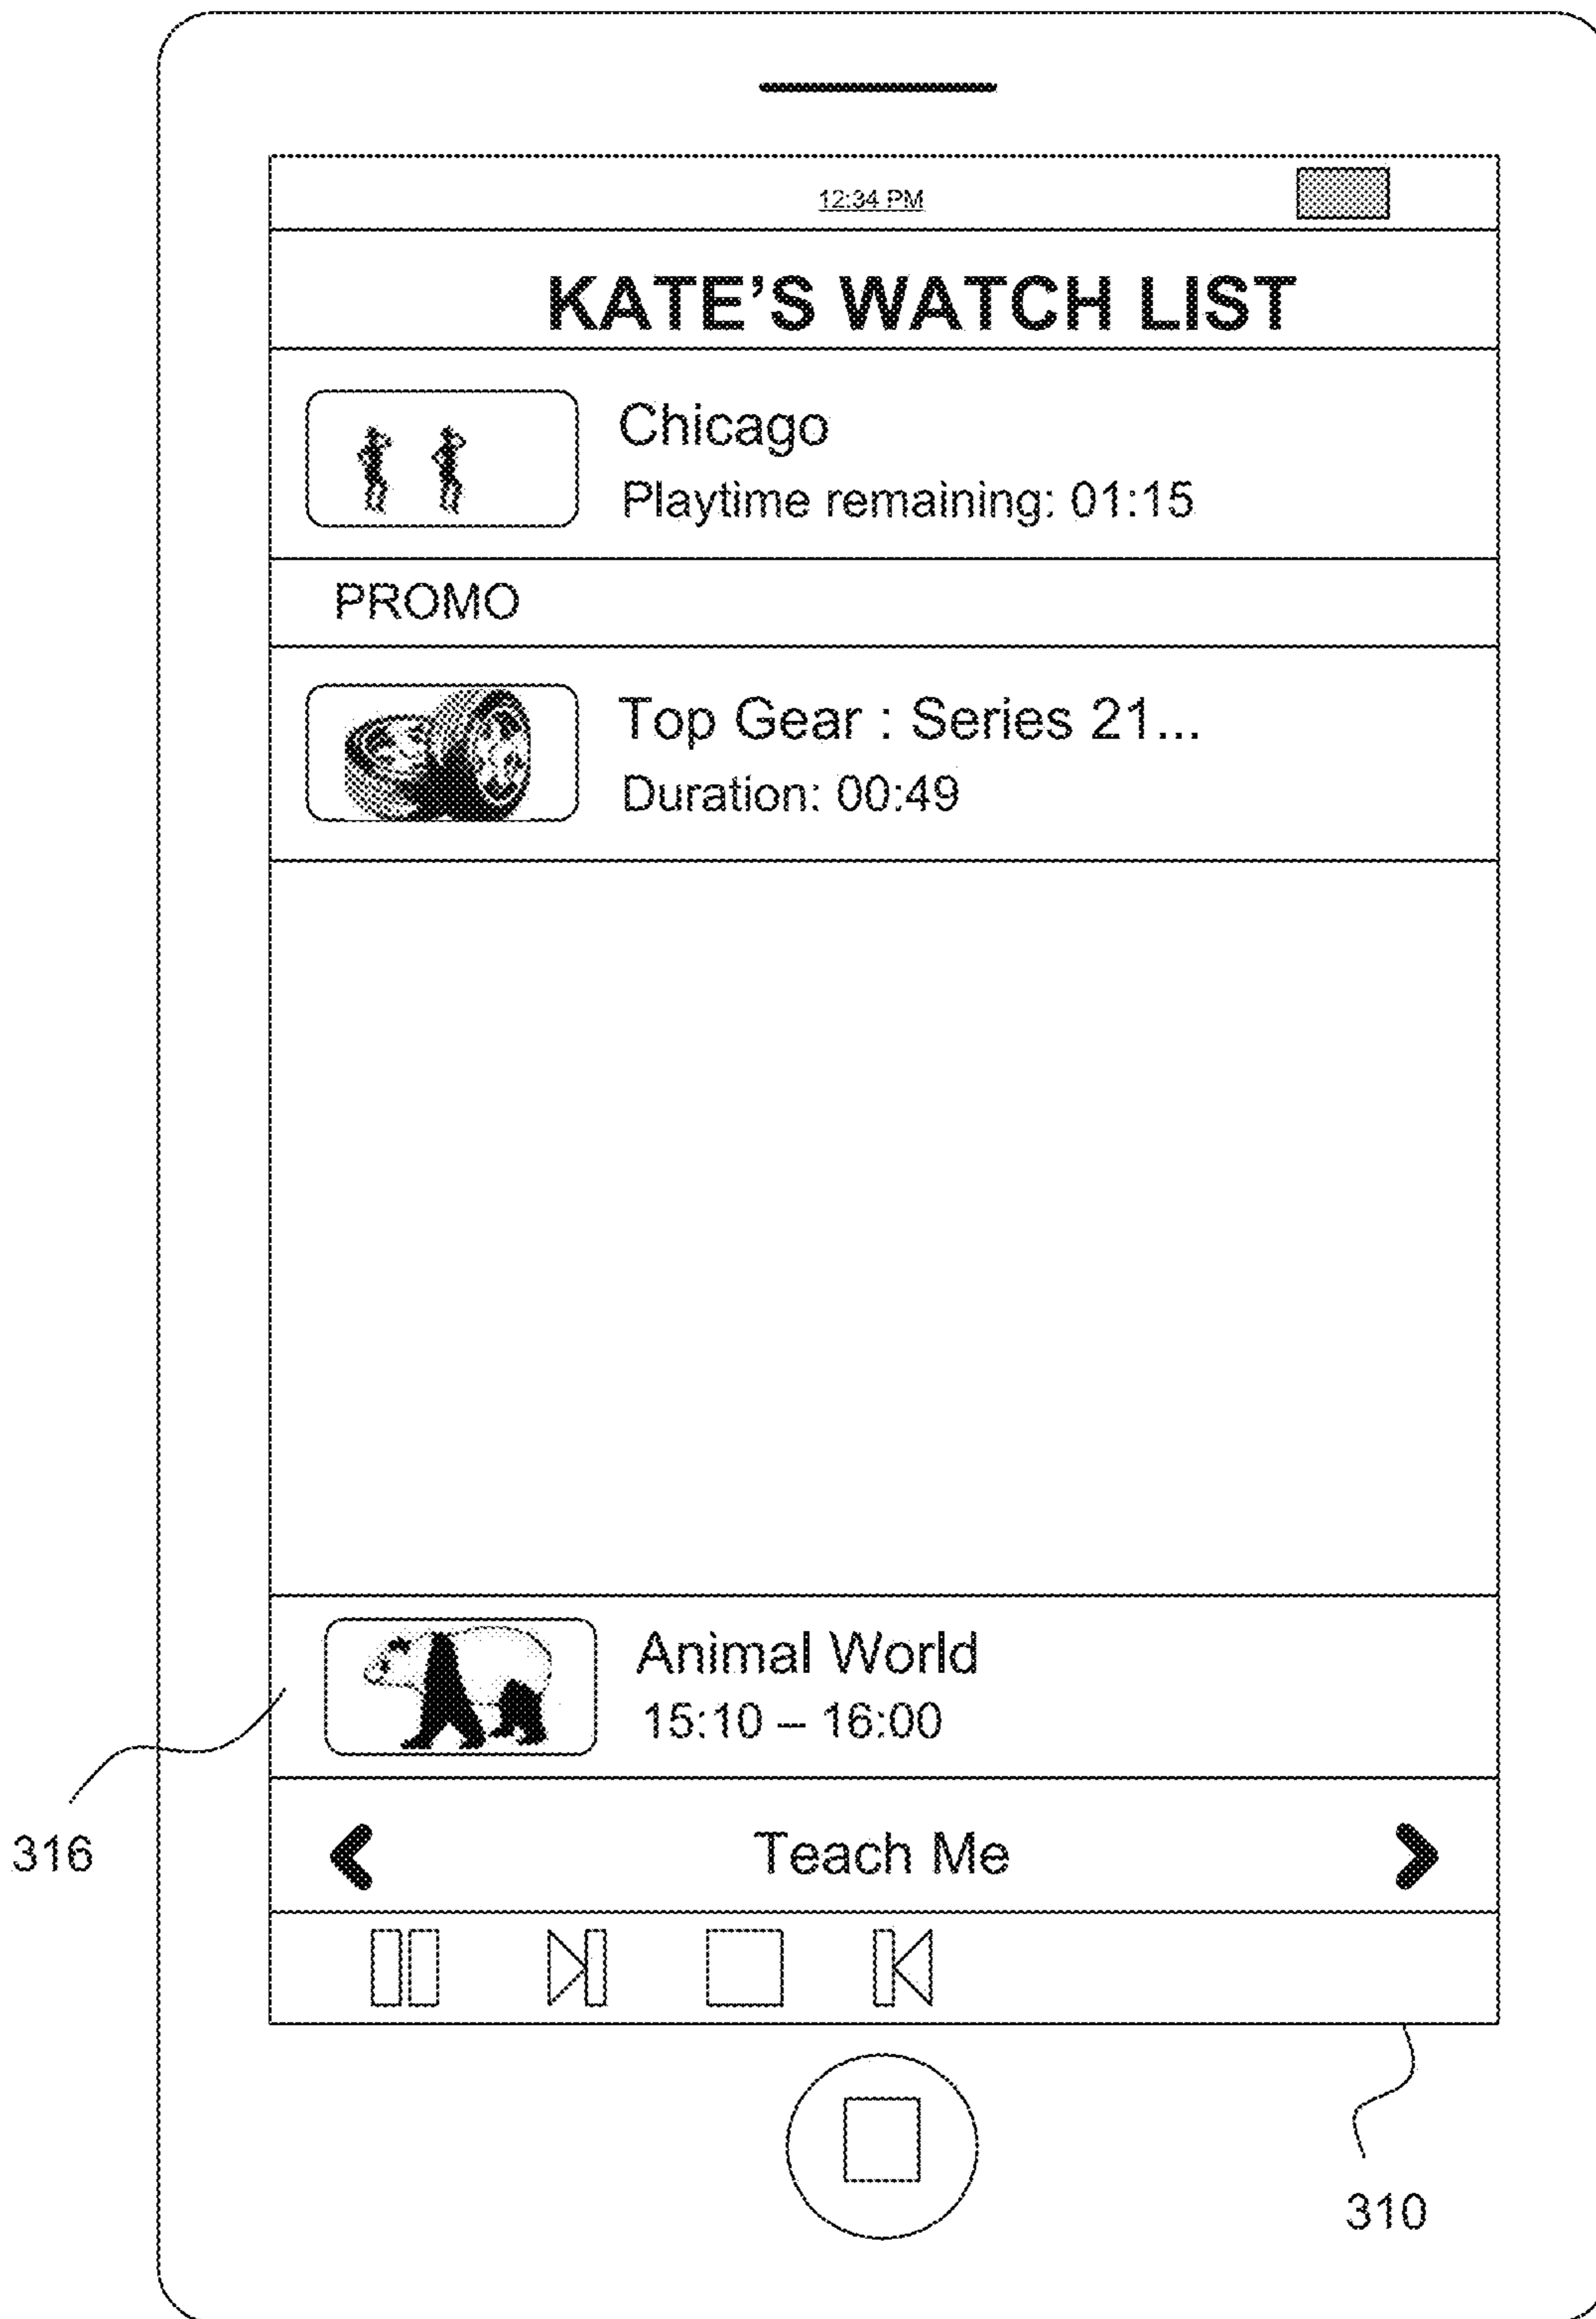 12:34 PM
KATE'S WATCH LIST
Chicago
Playtime remaining: 01:15
PROMO
Top Gear : Series 21...
Duration: 00:49
Animal World
15:10 – 16:00
316
Teach Me
310